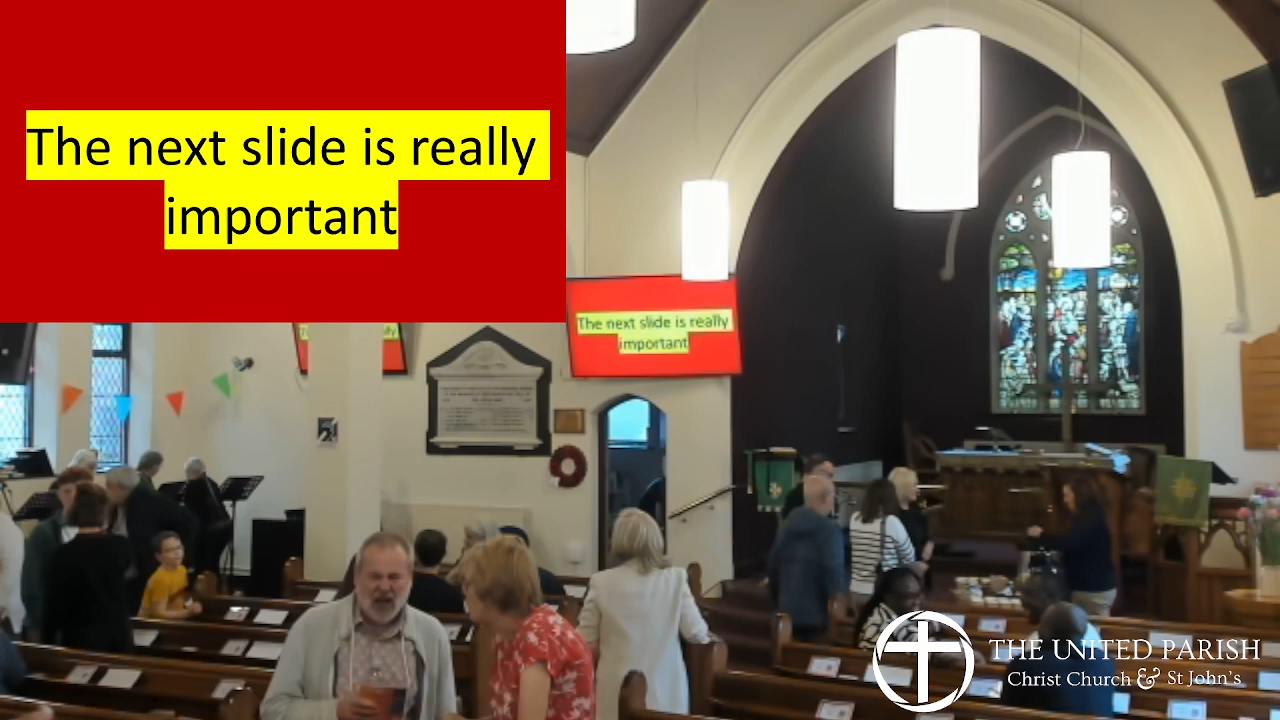 The next slide is really
important
The next slide is really
important
THE UNITED PARISH
Christ Church & St John's